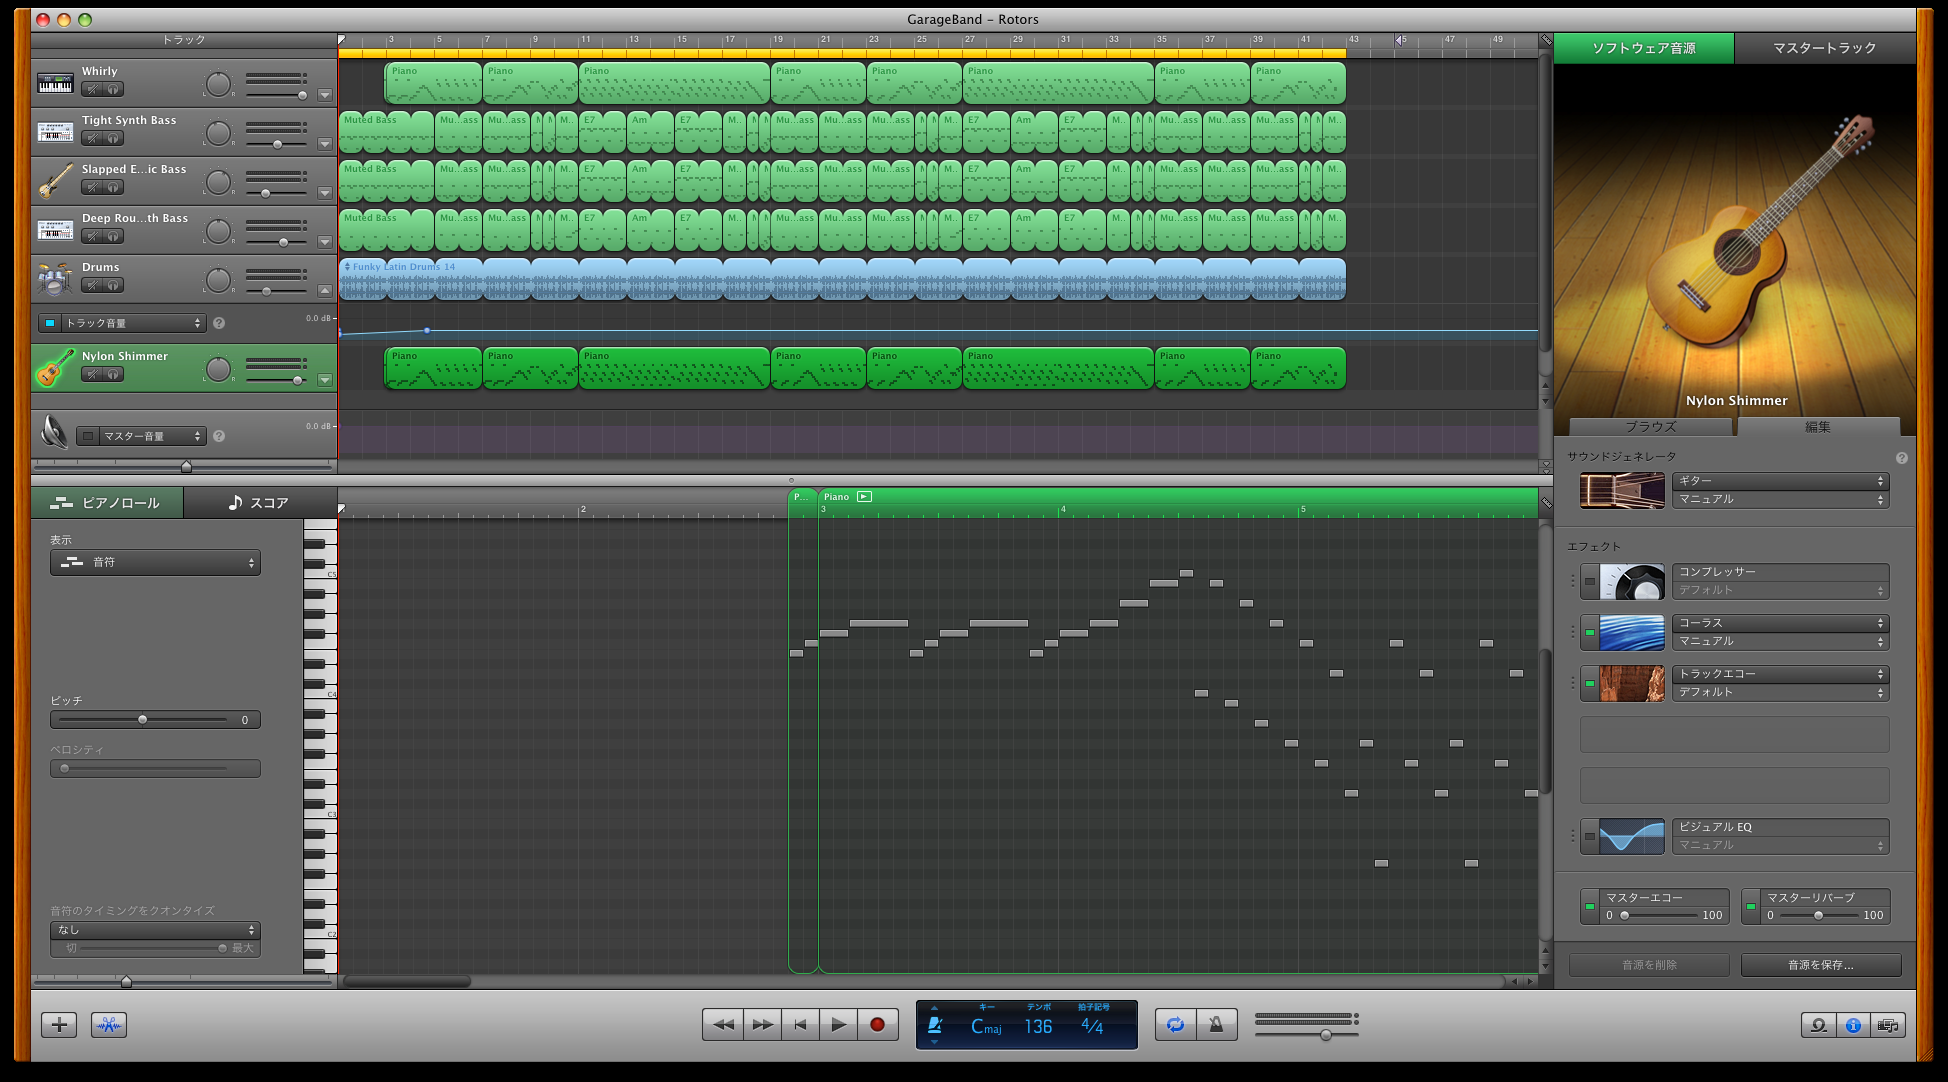 GarageBand – Rotors
トラック
3 5 7 9 11 13 15 17 19 21 23 25 27 29 31 33 35 37 39 41 43 45 47 49
ソフトウェア音源
マスタートラック
Whirly
L R
Piano Piano Piano Piano Piano Piano Piano Piano
Tight Synth Bass
L R
Muted Bass Mu...ass Mu...ass M.. E7 Am E7 M.. Mu...ass Mu...ass Mu...ass M.. E7 Am E7 M.. Mu...ass Mu...ass Mu...ass M..
Slapped E...ic Bass
L R
Muted Bass Mu...ass Mu...ass M.. E7 Am E7 M.. Mu...ass Mu...ass Mu...ass M.. E7 Am E7 M.. Mu...ass Mu...ass Mu...ass M..
Deep Rou...th Bass
L R
Muted Bass Mu...ass Mu...ass M.. E7 Am E7 M.. Mu...ass Mu...ass Mu...ass M.. E7 Am E7 M.. Mu...ass Mu...ass Mu...ass M..
Drums
L R
Funky Latin Drums 14
トラック音量
?
0.0 dB
Nylon Shimmer
L R
Piano Piano Piano Piano Piano Piano Piano Piano
マスター音量
?
0.0 dB
Nylon Shimmer
ブラウズ
編集
サウンドジェネレータ
?
ギター
マニュアル
エフェクト
コンプレッサー
デフォルト
コーラス
マニュアル
トラックエコー
デフォルト
ビジュアル EQ
マニュアル
マスターエコー
0 100
マスターリバーブ
0 100
音源を削除
音源を保存...
ピアノロール
スコア
P... Piano
2 3 4 5
表示
音符
ピッチ
0
ベロシティ
音符のタイミングをクオンタイズ
なし
切 最大
C5
C4
C3
C2
キー テンポ 拍子記号
Cmaj 136 4/4